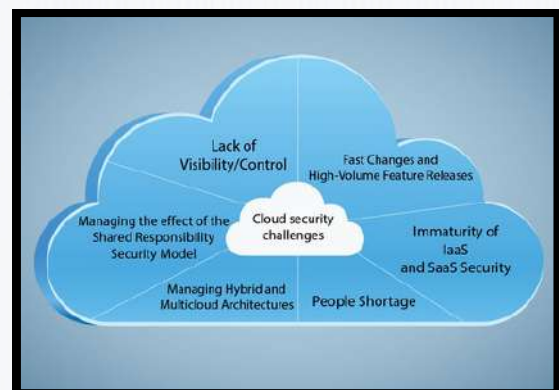 Lack of
Visibility/Control
Fast Changes and
High-Volume Feature Releases
Managing the effect of the
Shared Responsibility
Security Model
Cloud security
challenges
Immaturity of
IaaS
and SaaS Security
Managing Hybrid and
Multicloud Architectures
People Shortage